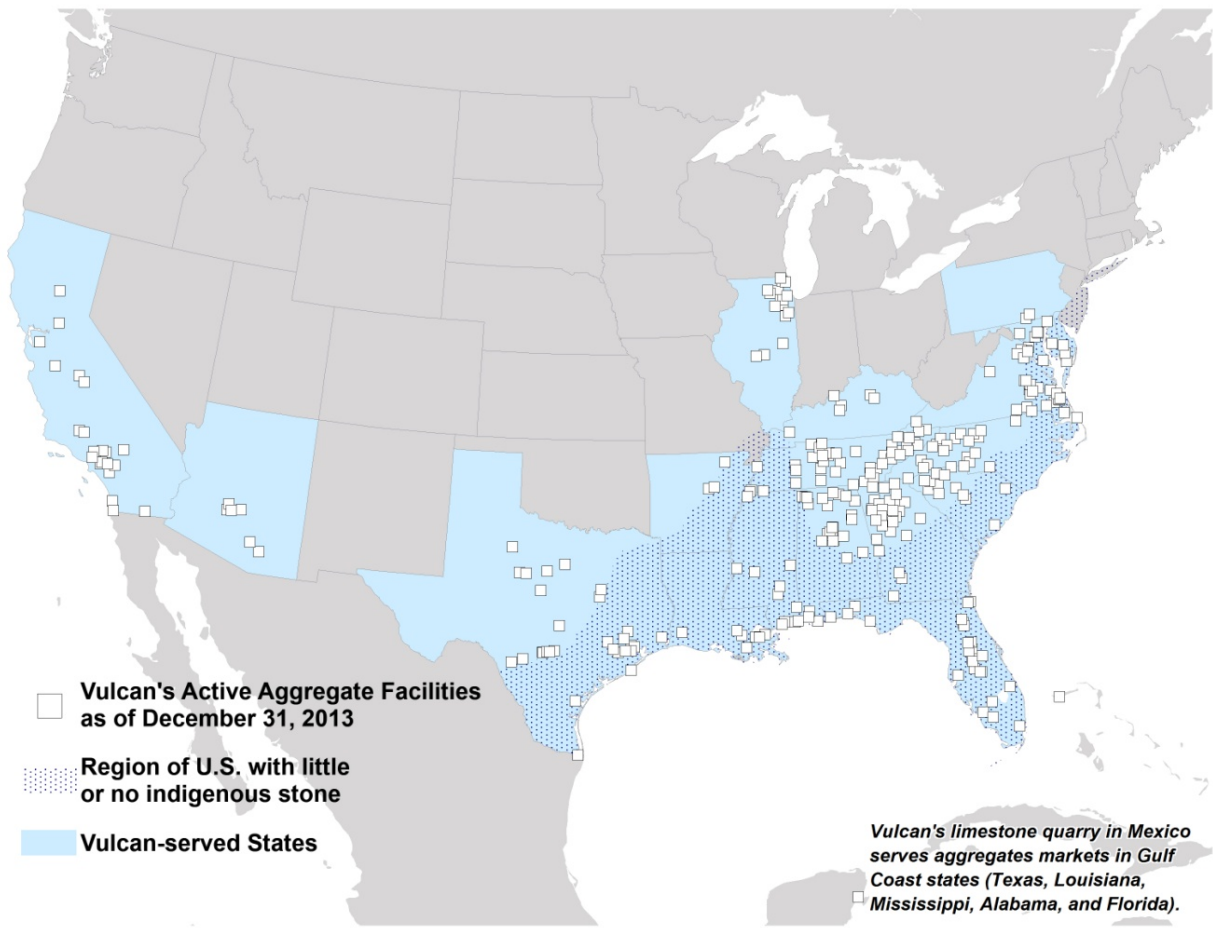 Vulcan's Active Aggregate Facilities
as of December 31, 2013
Region of U.S. with little
or no indigenous stone
Vulcan-served States
Vulcan's limestone quarry in Mexico
serves aggregates markets in Gulf
Coast states (Texas, Louisiana,
Mississippi, Alabama, and Florida).